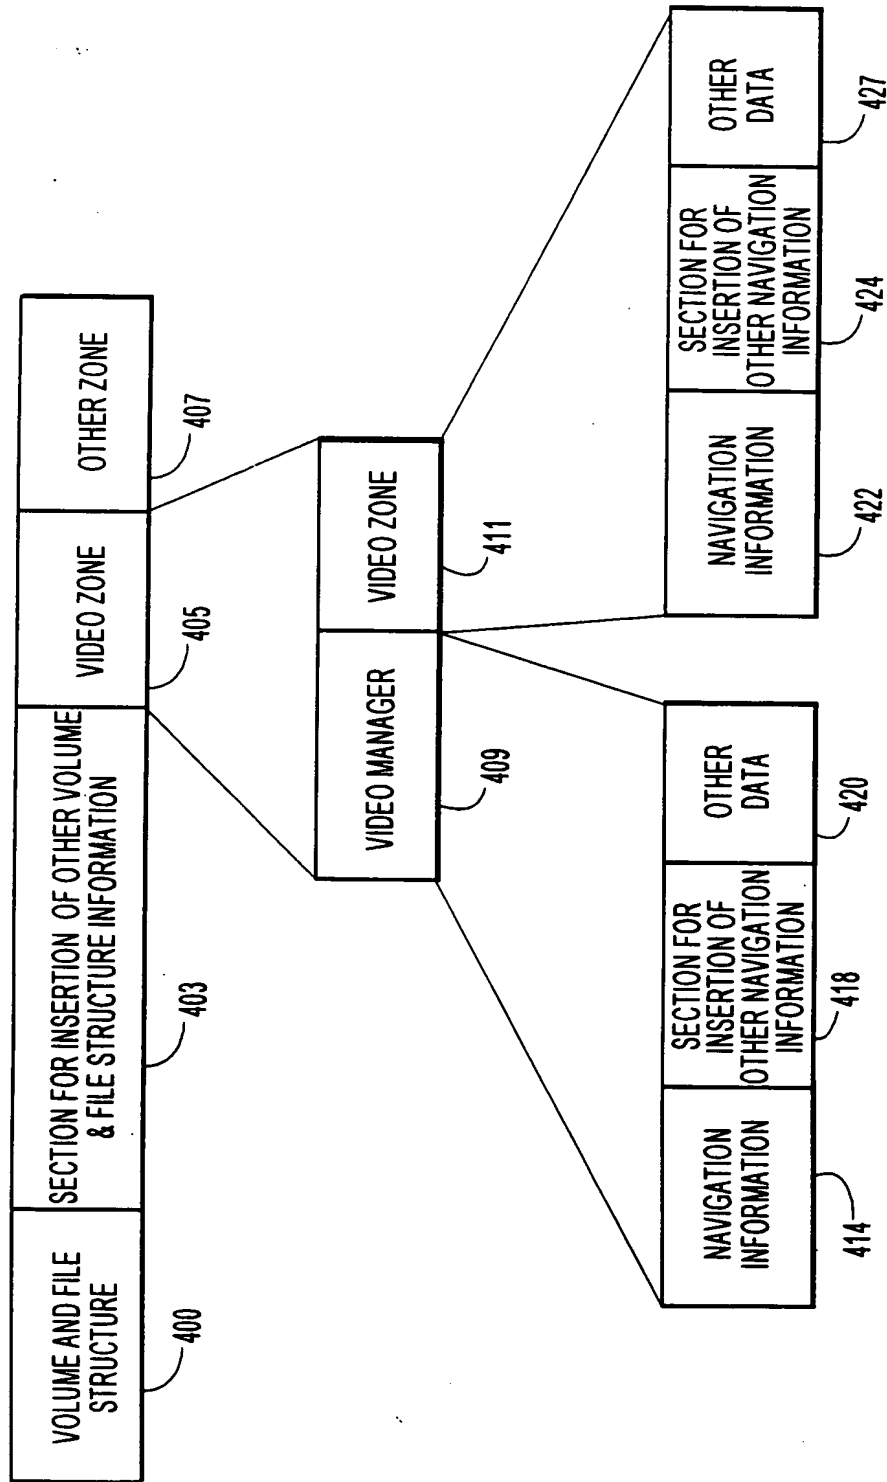 VOLUME AND FILE
STRUCTURE
400
SECTION FOR INSERTION OF OTHER VOLUME
& FILE STRUCTURE INFORMATION
403
VIDEO ZONE
405
OTHER ZONE
407
VIDEO MANAGER
409
VIDEO ZONE
411
NAVIGATION
INFORMATION
414
SECTION FOR
INSERTION OF
OTHER NAVIGATION
INFORMATION
418
OTHER
DATA
420
NAVIGATION
INFORMATION
422
SECTION FOR
INSERTION OF
OTHER NAVIGATION
INFORMATION
424
OTHER
DATA
427